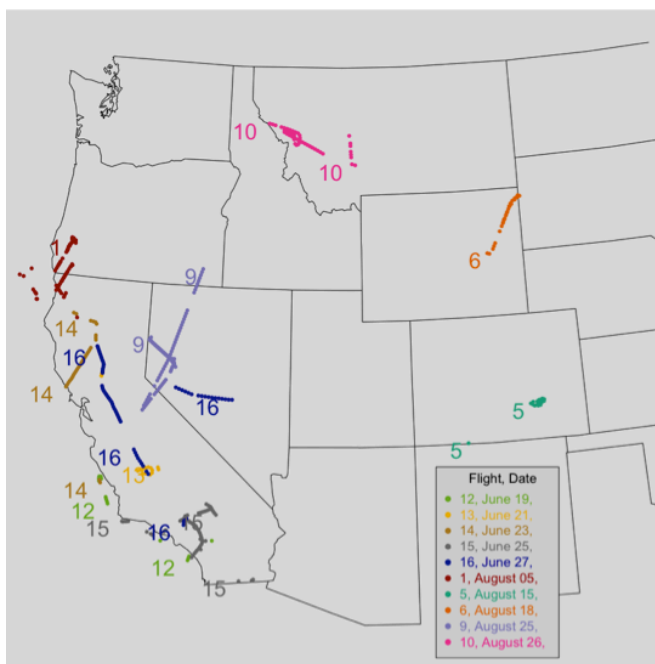 10
10
1
6
9
14
9
16
14
16
5
5
16
13
14
12
15
15
16
12
15
Flight, Date
12, June 19,
13, June 21,
14, June 23,
15, June 25,
16, June 27,
1, August 05,
5, August 15,
6, August 18,
9, August 25,
10, August 26,